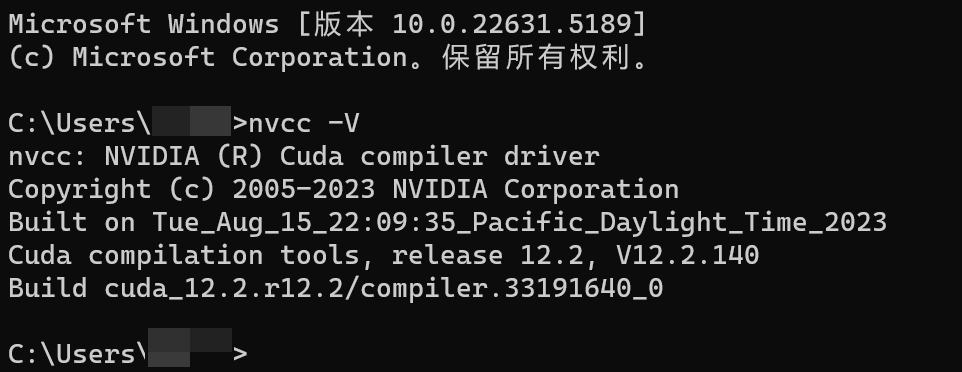 Microsoft Windows [版本 10.0.22631.5189]
(c) Microsoft Corporation。保留所有权利。
C:\Users\>nvcc -V
nvcc: NVIDIA (R) Cuda compiler driver
Copyright (c) 2005-2023 NVIDIA Corporation
Built on Tue_Aug_15_22:09:35_Pacific_Daylight_Time_2023
Cuda compilation tools, release 12.2, V12.2.140
Build cuda_12.2.r12.2/compiler.33191640_0
C:\Users\>